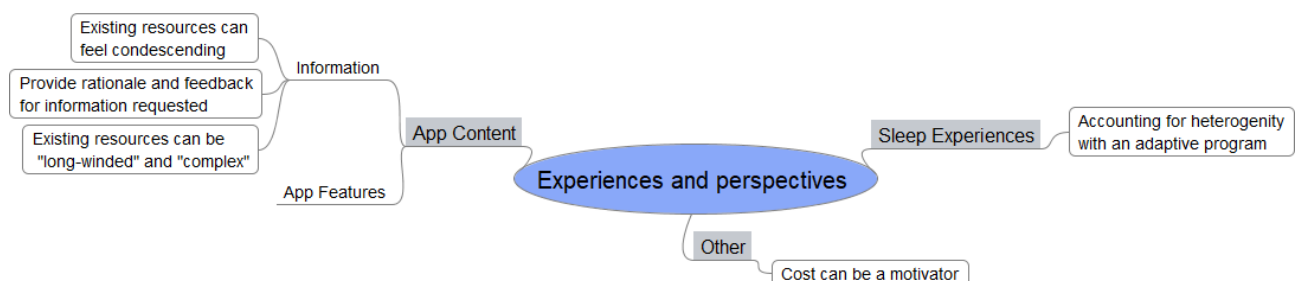 Existing resources can
feel condescending
Provide rationale and feedback
for information requested
Existing resources can be
"long-winded" and "complex"
Information
App Features
App Content
Experiences and perspectives
Sleep Experiences
Accounting for heterogenity
with an adaptive program
Other
Cost can be a motivator